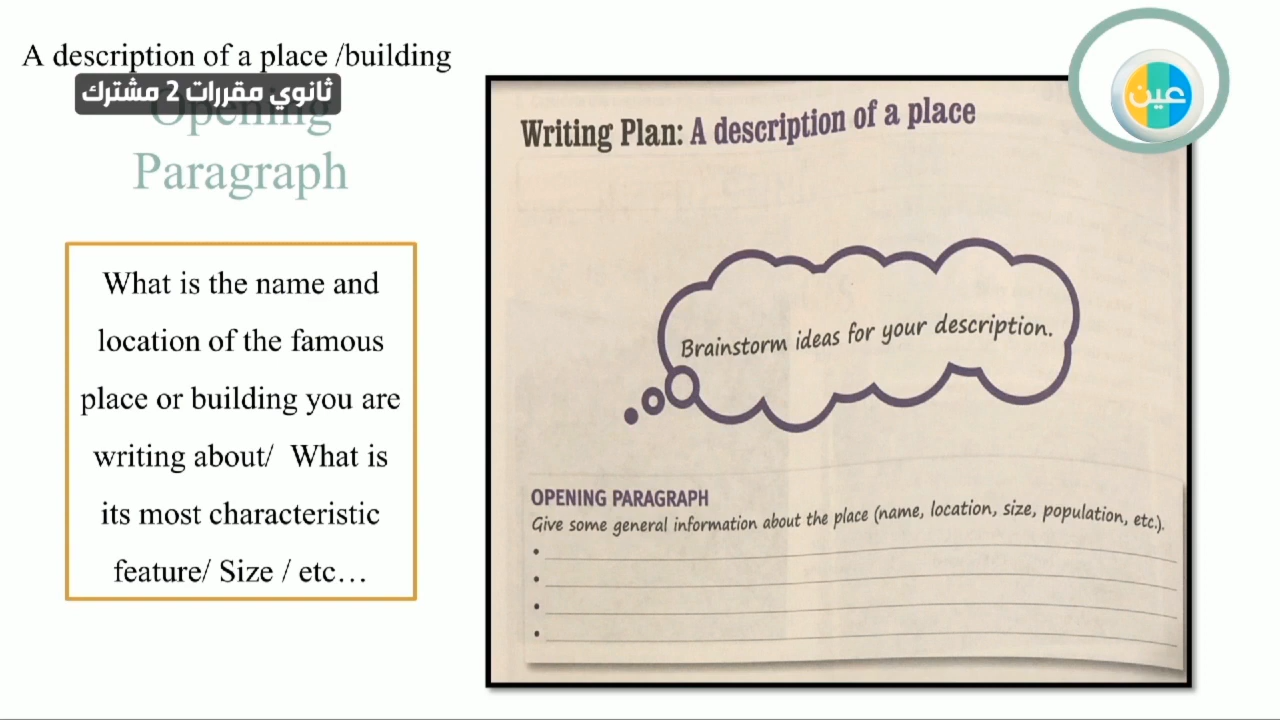 A description of a place /building
ثانوي مقررات 2 مشترك
Opening
Paragraph
What is the name and
location of the famous
place or building you are
writing about/ What is
its most characteristic
feature/ Size / etc…
عين
Writing Plan: A description of a place
Brainstorm ideas for your description.
OPENING PARAGRAPH
Give some general information about the place (name, location, size, population, etc.).